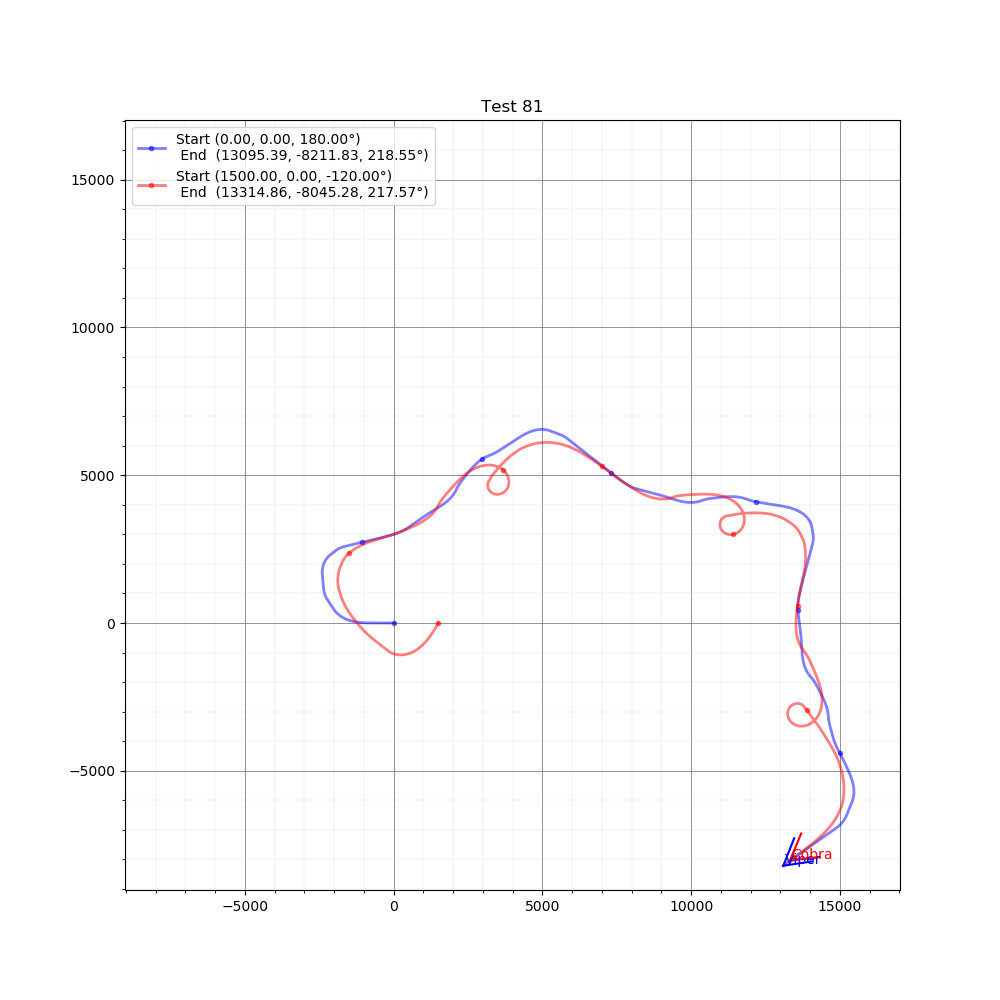 Test 81
Start (0.00, 0.00, 180.00°)
End (13095.39, -8211.83, 218.55°)
Start (1500.00, 0.00, -120.00°)
End (13314.86, -8045.28, 217.57°)
15000
10000
5000
0
−5000
Cobra
−5000 0 5000 10000 15000